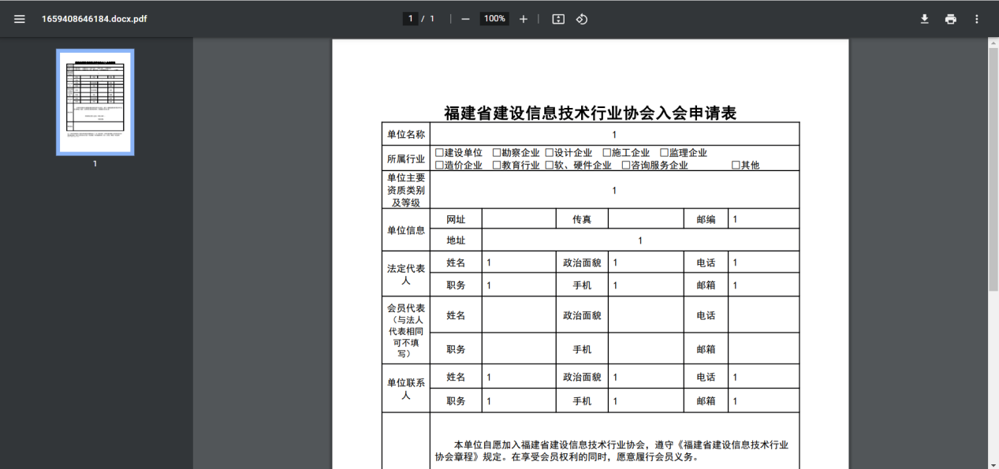 1659408646184.docx.pdf
1 / 1
100%
1
福建省建设信息技术行业协会入会申请表
单位名称 1
所属行业 □建设单位 □勘察企业 □设计企业 □施工企业 □监理企业
□造价企业 □教育行业 □软、硬件企业 □咨询服务企业 □其他
单位主要
资质类别
及等级
1
单位信息
网址 传真 邮编 1
地址 1
法定代表
人
姓名 1 政治面貌 1 电话 1
职务 1 手机 1 邮箱 1
会员代表
（与法人
代表相同
可不填
写）
姓名 政治面貌 电话
职务 手机 邮箱
单位联系
人
姓名 1 政治面貌 1 电话 1
职务 1 手机 1 邮箱 1
本单位自愿加入福建省建设信息技术行业协会，遵守《福建省建设信息技术行业
协会章程》规定。在享受会员权利的同时，愿意履行会员义务。